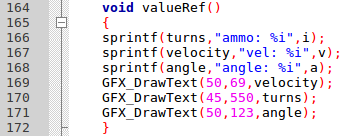 164 void valueRef()
165 {
166 sprintf(turns,"ammo: %i",i);
167 sprintf(velocity,"vel: %i",v);
168 sprintf(angle,"angle: %i",a);
169 GFX_DrawText(50,69,velocity);
170 GFX_DrawText(45,550,turns);
171 GFX_DrawText(50,123,angle);
172 }